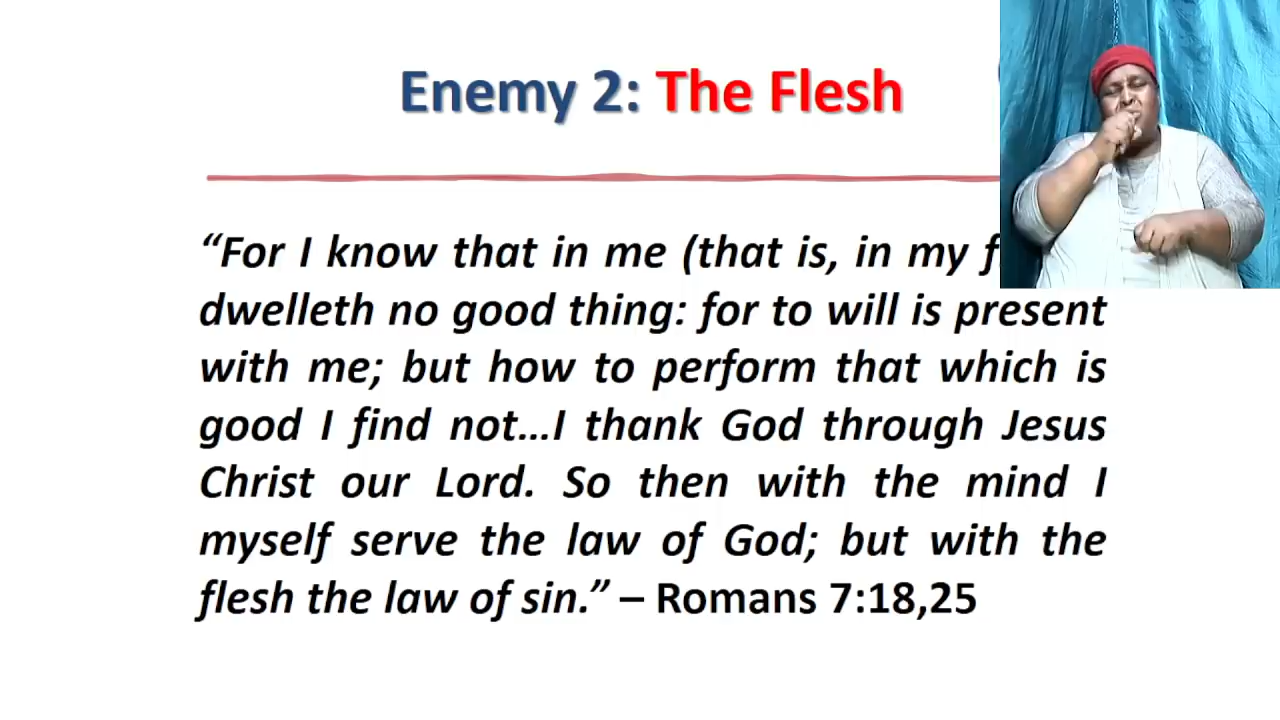 Enemy 2: The Flesh
“For I know that in me (that is, in my
dwelleth no good thing: for to will is present
with me; but how to perform that which is
good I find not...I thank God through Jesus
Christ our Lord. So then with the mind I
myself serve the law of God; but with the
flesh the law of sin.” – Romans 7:18,25